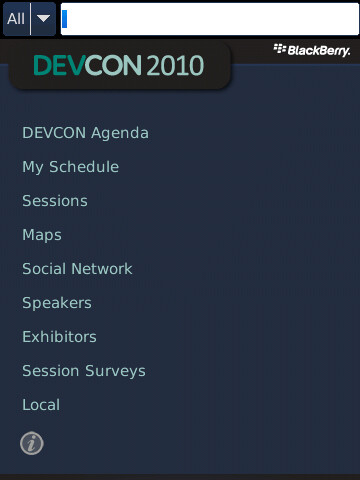 All
BlackBerry.
DEVCON 2010
DEVCON Agenda
My Schedule
Sessions
Maps
Social Network
Speakers
Exhibitors
Session Surveys
Local
i